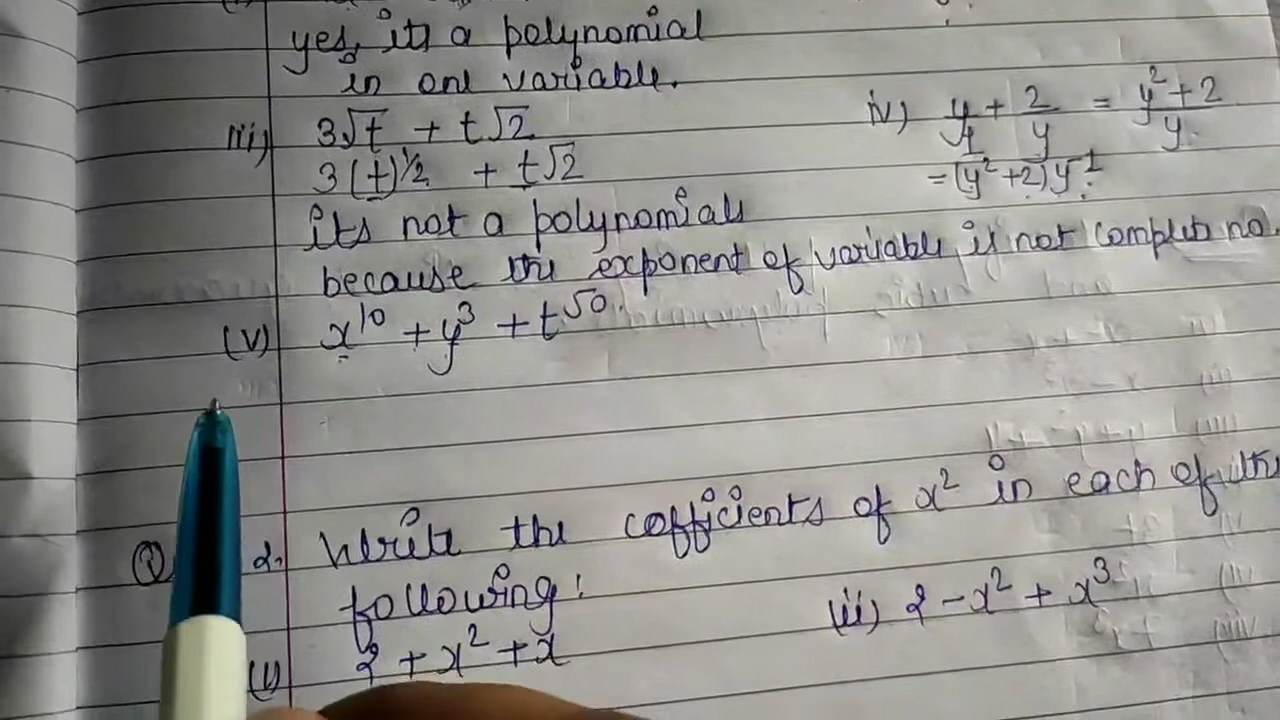 yes, its a polynomial
in one variable.
iii) 3√t + t√2
3(t)^1/2 + t√2
iv) y/1 + 2/y = y²+2/y
= (y²+2)y⁻¹
its not a polynomials
because the exponent of variable is not complete no.
(v) x¹⁰ + y³ + t⁵⁰
Q 2. Write the cofficients of x² in each of the
following:
(i) 2 + x² + x
(ii) 2 - x² + x³